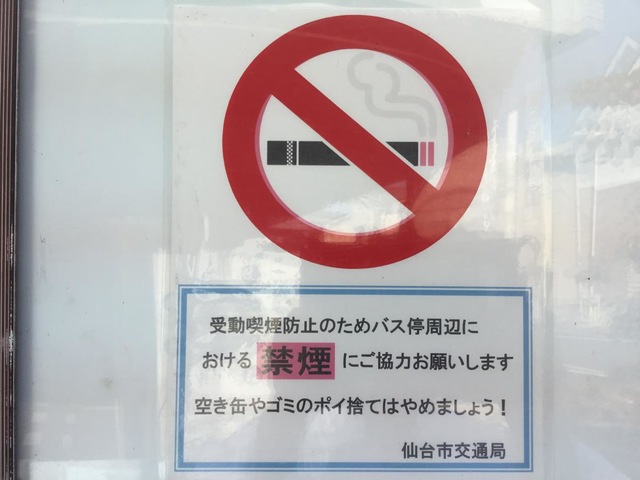 受動喫煙防止のためバス停周辺に
おける 禁煙 にご協力お願いします
空き缶やゴミのポイ捨てはやめましょう！
仙台市交通局